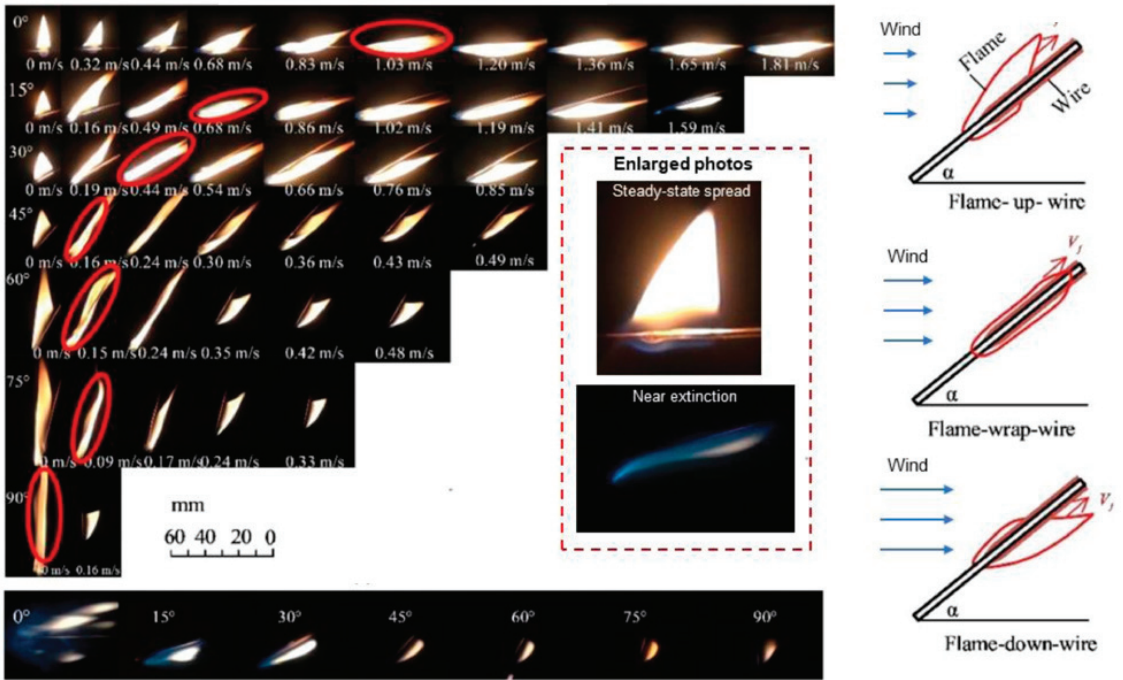 0°
0 m/s 0.32 m/s 0.44 m/s 0.68 m/s 0.83 m/s 1.03 m/s 1.20 m/s 1.36 m/s 1.65 m/s 1.81 m/s
15°
0 m/s 0.16 m/s 0.49 m/s 0.68 m/s 0.86 m/s 1.02 m/s 1.19 m/s 1.41 m/s 1.59 m/s
30°
0 m/s 0.19 m/s 0.44 m/s 0.54 m/s 0.66 m/s 0.76 m/s 0.85 m/s
45°
0 m/s 0.16 m/s 0.24 m/s 0.30 m/s 0.36 m/s 0.43 m/s 0.49 m/s
60°
0 m/s 0.15 m/s 0.24 m/s 0.35 m/s 0.42 m/s 0.48 m/s
75°
0 m/s 0.09 m/s 0.17 m/s 0.24 m/s 0.33 m/s
90°
0 m/s 0.16 m/s
mm
60 40 20 0
Enlarged photos
Steady-state spread
Near extinction
0° 15° 30° 45° 60° 75° 90°
Wind
Flame
Wire
α
Flame- up- wire
Wind
V_f
α
Flame-wrap-wire
Wind
V_f
α
Flame-down-wire